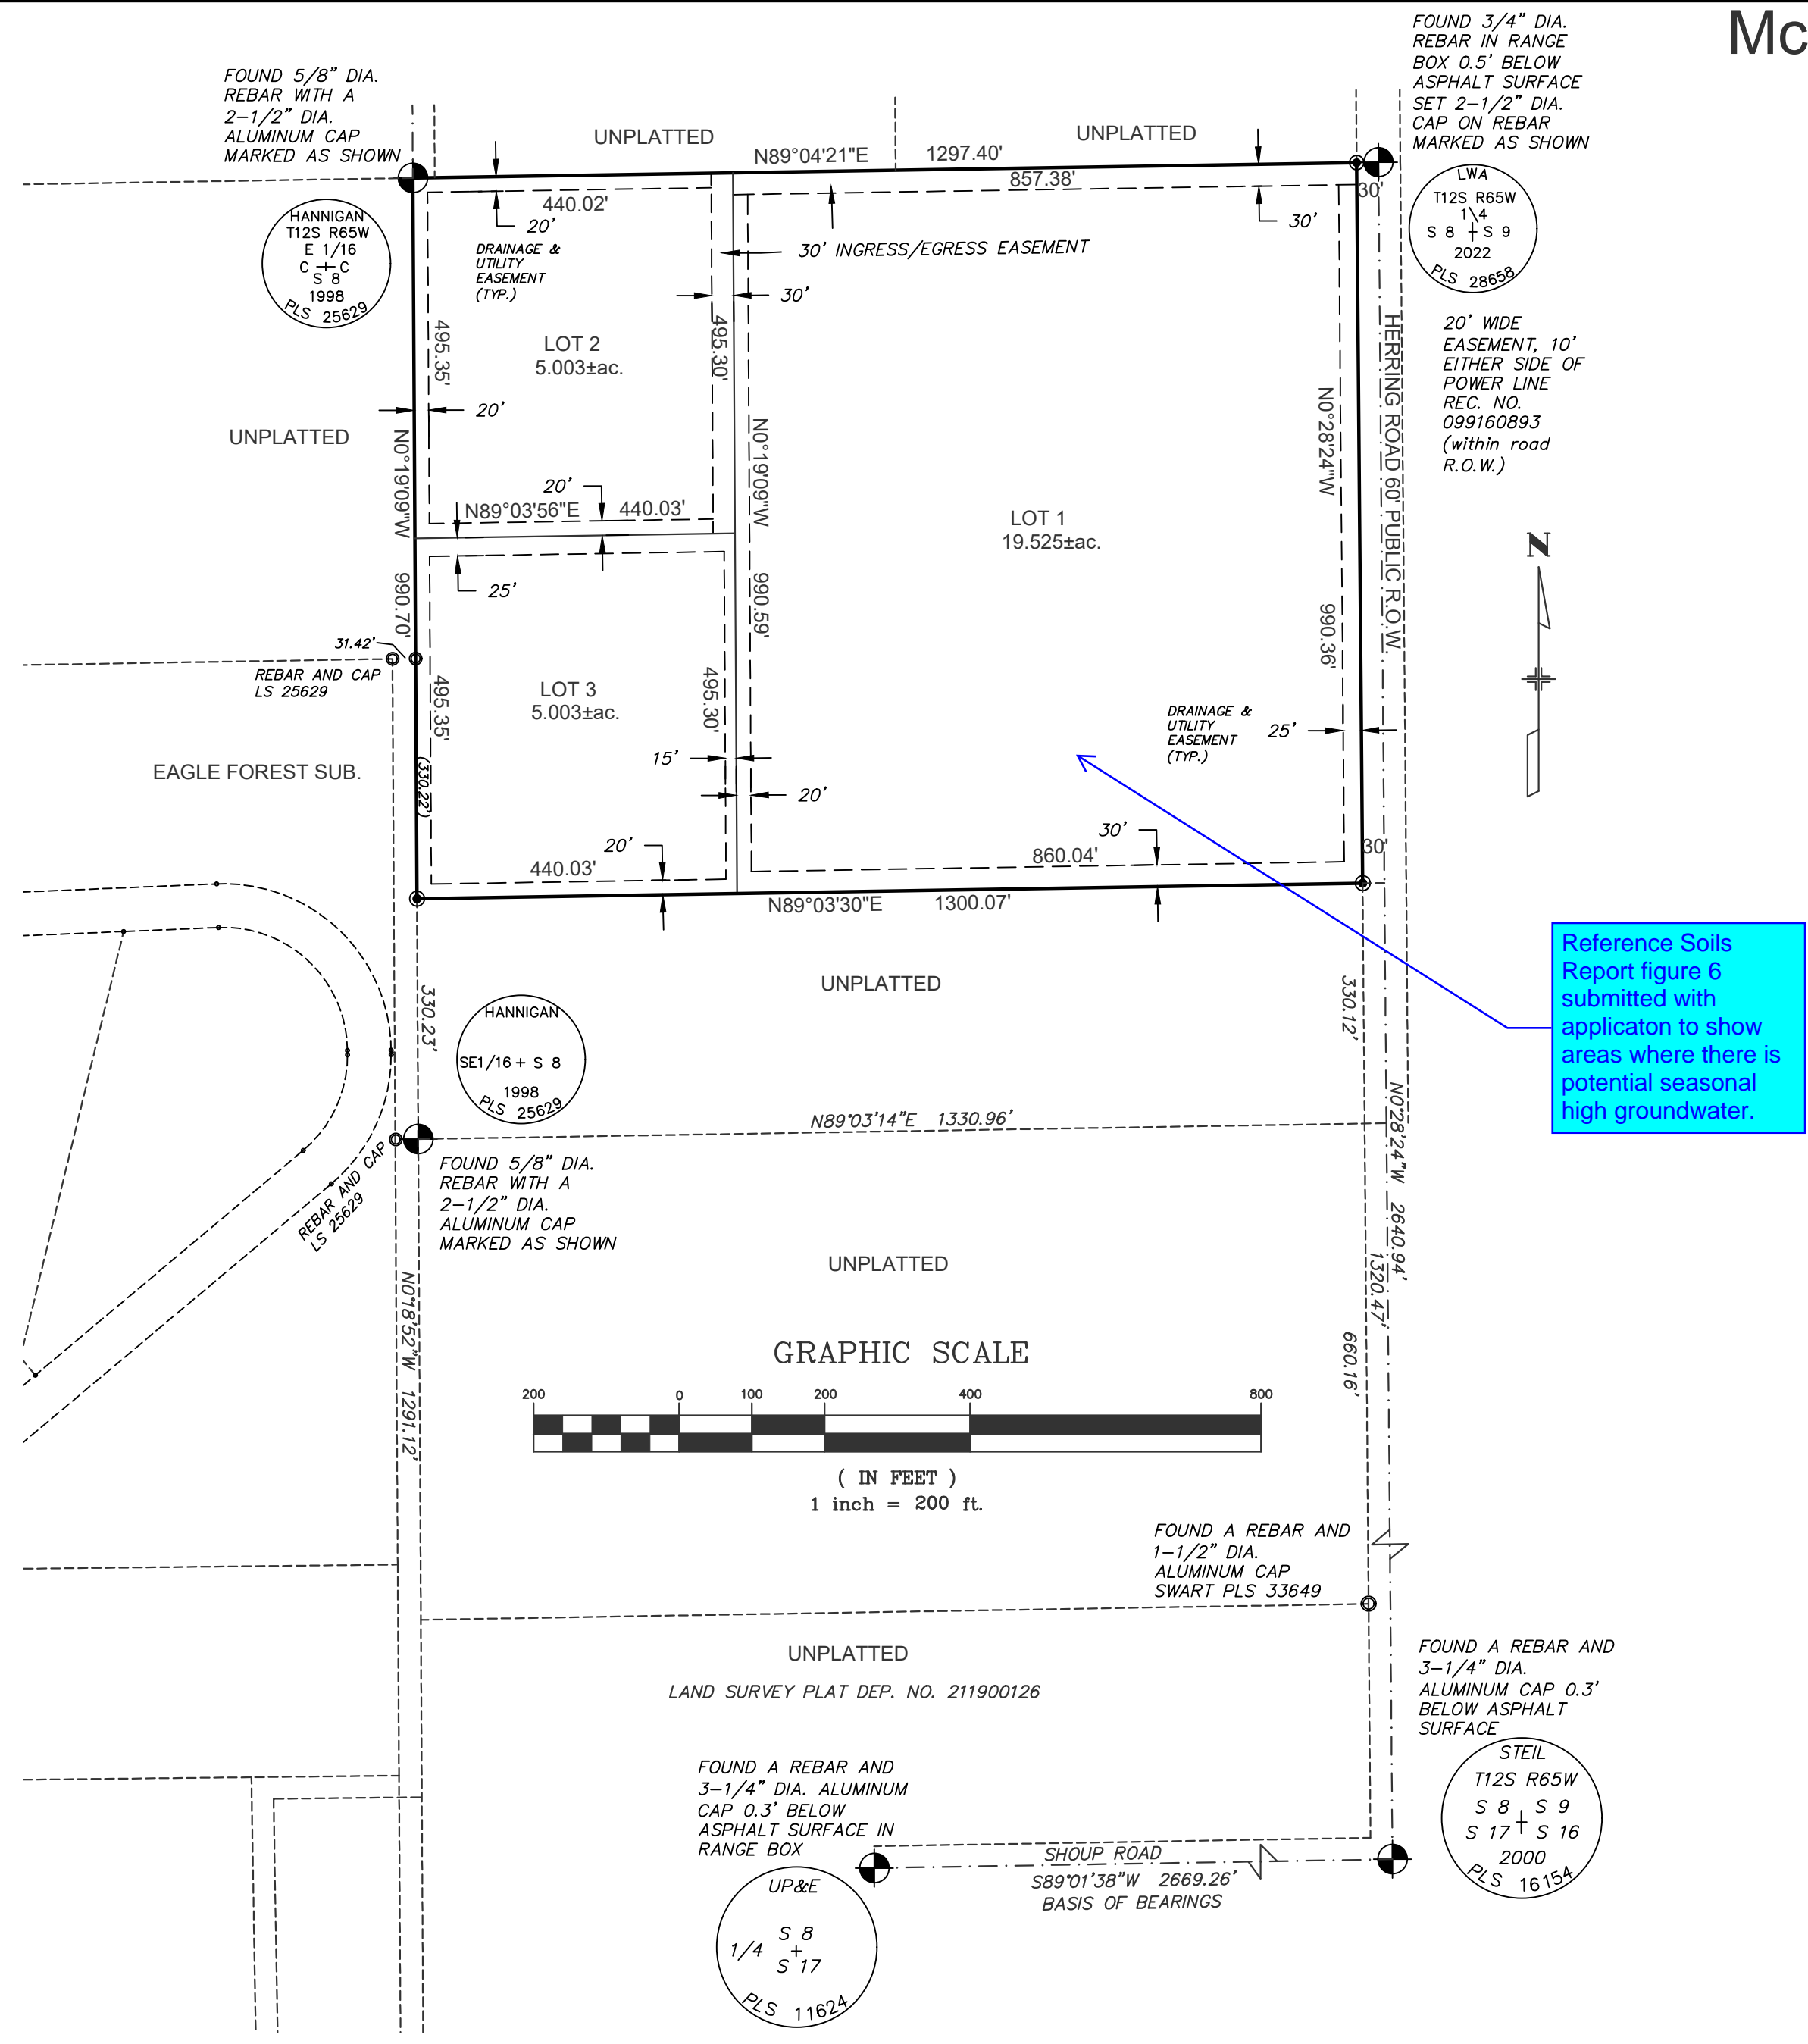 Mc
FOUND 3/4" DIA.
REBAR IN RANGE
BOX 0.5' BELOW
ASPHALT SURFACE
SET 2-1/2" DIA.
CAP ON REBAR
MARKED AS SHOWN
FOUND 5/8" DIA.
REBAR WITH A
2-1/2" DIA.
ALUMINUM CAP
MARKED AS SHOWN
UNPLATTED
UNPLATTED
N89°04'21"E 1297.40'
857.38'
30'
440.02'
20'
30'
HANNIGAN
T12S R65W
E 1/16
C C
S 8
1998
PLS 25629
LWA
T12S R65W
1\4
S 8 S 9
2022
PLS 28658
DRAINAGE &
UTILITY
EASEMENT
(TYP.)
30' INGRESS/EGRESS EASEMENT
30'
495.35'
495.30'
LOT 2
5.003±ac.
20'
UNPLATTED
N0°19'09"W
990.70'
N0°19'09"W
990.59'
N0°28'24"W
990.36'
HERRING ROAD 60' PUBLIC R.O.W.
20' WIDE
EASEMENT, 10'
EITHER SIDE OF
POWER LINE
REC. NO.
099160893
(within road
R.O.W.)
20'
N89°03'56"E 440.03'
LOT 1
19.525±ac.
N
25'
31.42'
REBAR AND CAP
LS 25629
495.35'
495.30'
LOT 3
5.003±ac.
DRAINAGE &
UTILITY
EASEMENT
(TYP.)
25'
15'
20'
EAGLE FOREST SUB.
(330.22')
20'
30'
440.03'
860.04'
30'
N89°03'30"E 1300.07'
Reference Soils
Report figure 6
submitted with
applicaton to show
areas where there is
potential seasonal
high groundwater.
UNPLATTED
330.23'
330.12'
HANNIGAN
SE1/16+ S 8
1998
PLS 25629
N89°03'14"E 1330.96'
N0°28'24"W 2640.94'
1320.47'
REBAR AND CAP
LS 25629
FOUND 5/8" DIA.
REBAR WITH A
2-1/2" DIA.
ALUMINUM CAP
MARKED AS SHOWN
UNPLATTED
N0°18'52"W 1291.12'
660.16'
GRAPHIC SCALE
200 0 100 200 400 800
( IN FEET )
1 inch = 200 ft.
FOUND A REBAR AND
1-1/2" DIA.
ALUMINUM CAP
SWART PLS 33649
UNPLATTED
LAND SURVEY PLAT DEP. NO. 211900126
FOUND A REBAR AND
3-1/4" DIA.
ALUMINUM CAP 0.3'
BELOW ASPHALT
SURFACE
STEIL
T12S R65W
S 8 S 9
S 17 S 16
2000
PLS 16154
FOUND A REBAR AND
3-1/4" DIA. ALUMINUM
CAP 0.3' BELOW
ASPHALT SURFACE IN
RANGE BOX
SHOUP ROAD
S89°01'38"W 2669.26'
BASIS OF BEARINGS
UP&E
S 8
1/4 +
S 17
PLS 11624